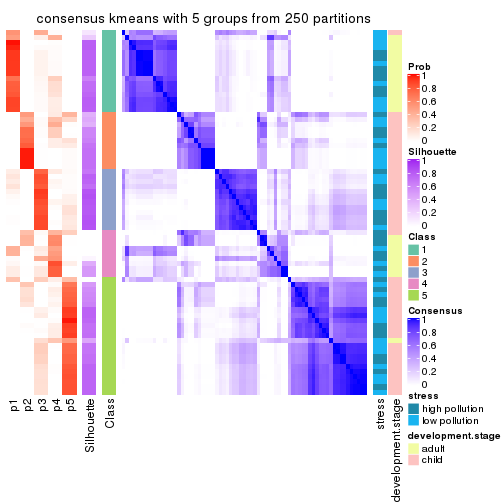 consensus kmeans with 5 groups from 250 partitions
Prob
1
0.8
0.6
0.4
0.2
0
Silhouette
1
0.8
0.6
0.4
0.2
0
Class
1
2
3
4
5
Consensus
1
0.8
0.6
0.4
0.2
0
stress
high pollution
low pollution
development.stage
adult
child
p1
p2
p3
p4
p5
Silhouette
Class
stress
development.stage